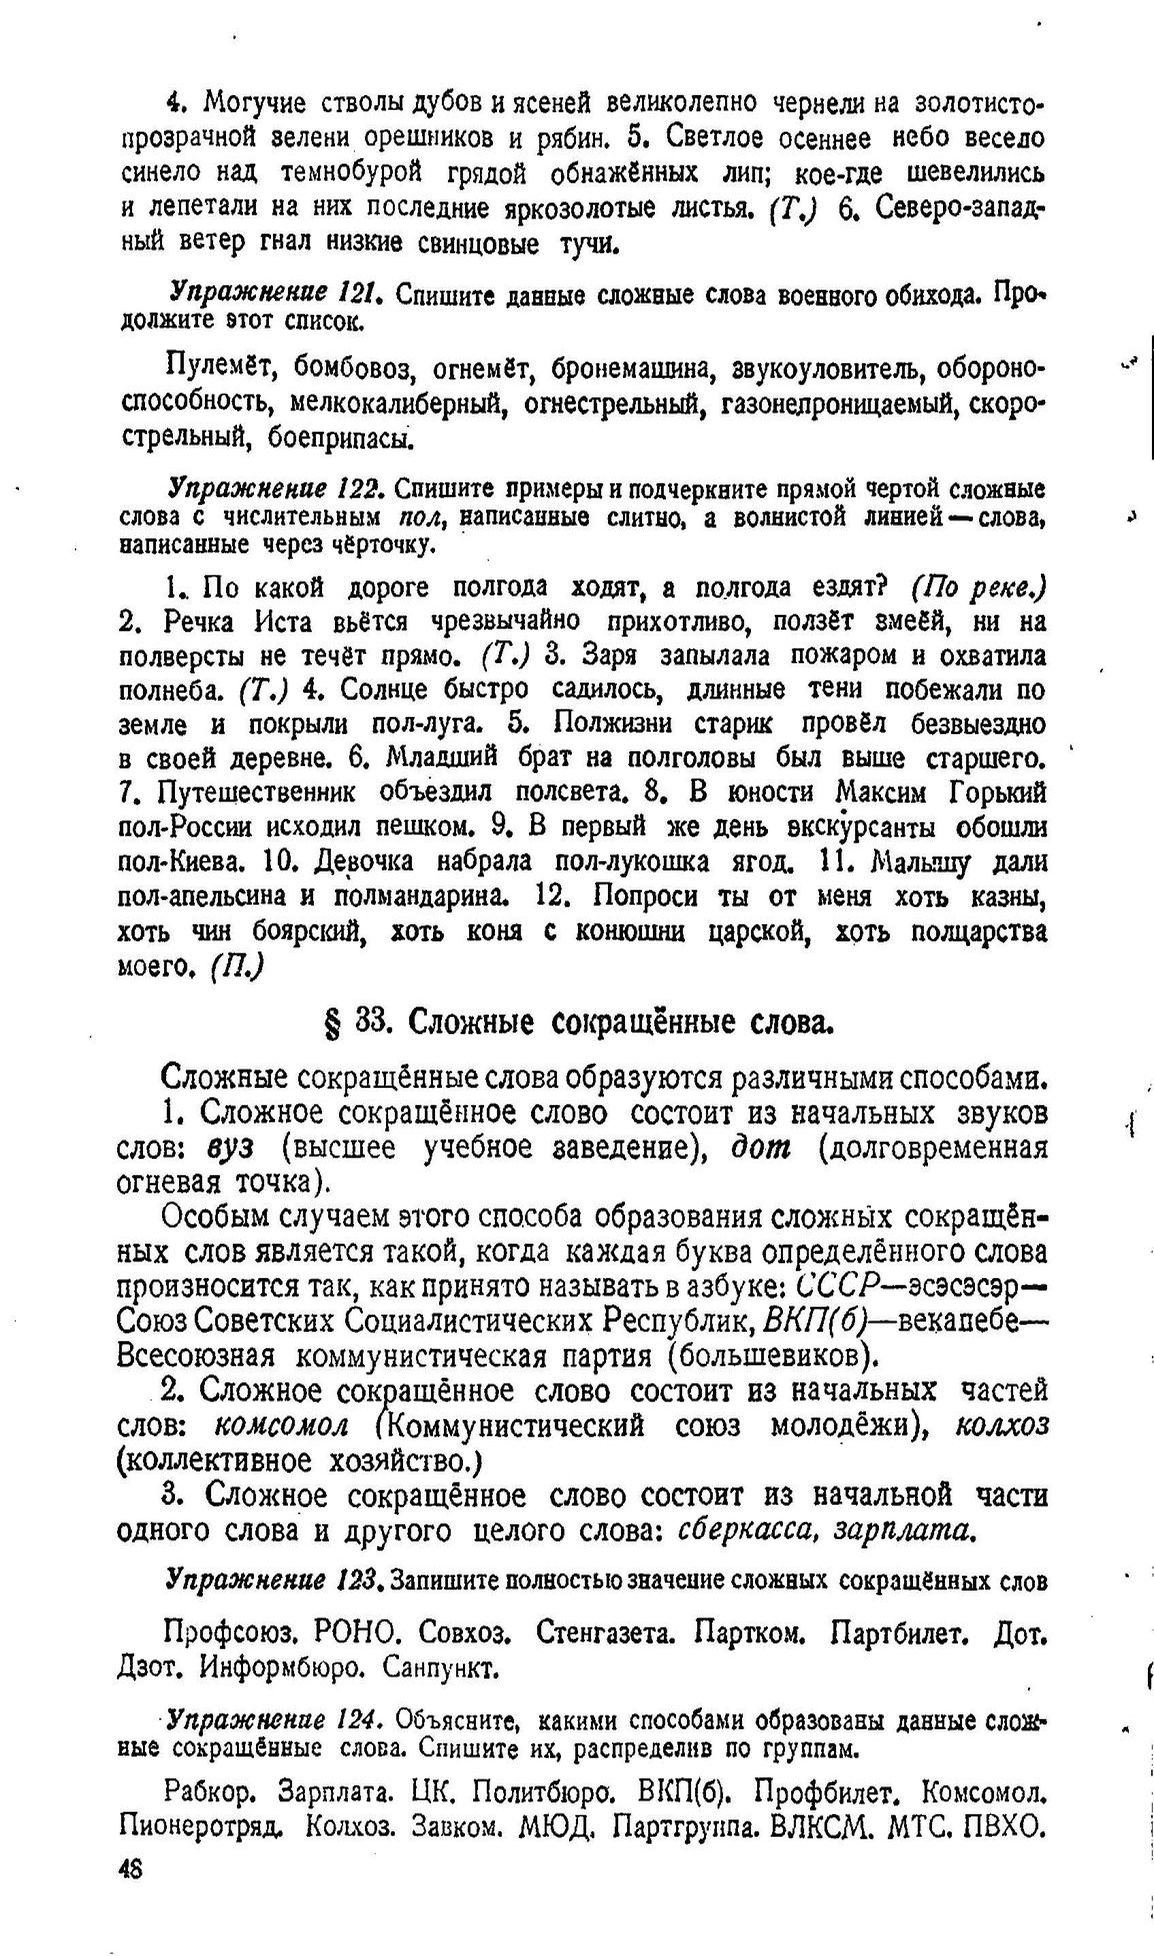 4. Могучие стволы дубов и ясеней великолепно чернели на золотисто-
прозрачной зелени орешников и рябин. 5. Светлое осеннее небо весело
синело над темнобурой грядой обнажённых лип; кое-где шевелились
и лепетали на них последние яркозолотые листья. (Т.) 6. Северо-запад-
ный ветер гнал низкие свинцовые тучи.
Упражнение 121. Спишите данные сложные слова военного обихода. Про-
должите этот список.
Пулемёт, бомбовоз, огнемёт, бронемашина, звукоуловитель, обороно-
способность, мелкокалиберный, огнестрельный, газонепроницаемый, скоро-
стрельный, боеприпасы.
Упражнение 122. Спишите примеры и подчеркните прямой чертой сложные
слова с числительным пол, написанные слитно, а волнистой линией — слова,
написанные через чёрточку.
1. По какой дороге полгода ходят, а полгода ездят? (По реке.)
2. Речка Иста вьётся чрезвычайно прихотливо, ползёт змеёй, ни на
полверсты не течёт прямо. (Т.) 3. Заря запылала пожаром и охватила
полнеба. (Т.) 4. Солнце быстро садилось, длинные тени побежали по
земле и покрыли пол-луга. 5. Полжизни старик провёл безвыездно
в своей деревне. 6. Младший брат на полголовы был выше старшего.
7. Путешественник объездил полсвета. 8. В юности Максим Горький
пол-России исходил пешком. 9. В первый же день экскурсанты обошли
пол-Киева. 10. Девочка набрала пол-лукошка ягод. 11. Малышу дали
пол-апельсина и полмандарина. 12. Попроси ты от меня хоть казны,
хоть чин боярский, хоть коня с конюшни царской, хоть полцарства
моего. (П.)
§ 33. Сложные сокращённые слова.
Сложные сокращённые слова образуются различными способами.
1. Сложное сокращённое слово состоит из начальных звуков
слов: вуз (высшее учебное заведение), дот (долговременная
огневая точка).
Особым случаем этого способа образования сложных сокращён-
ных слов является такой, когда каждая буква определённого слова
произносится так, как принято называть в азбуке: СССР—эсэсэсэр—
Союз Советских Социалистических Республик, ВКП(б)—векапебе—
Всесоюзная коммунистическая партия (большевиков).
2. Сложное сокращённое слово состоит из начальных частей
слов: комсомол (Коммунистический союз молодёжи), колхоз
(коллективное хозяйство.)
3. Сложное сокращённое слово состоит из начальной части
одного слова и другого целого слова: сберкасса, зарплата.
Упражнение 123. Запишите полностью значение сложных сокращённых слов
Профсоюз. РОНО. Совхоз. Стенгазета. Партком. Партбилет. Дот.
Дзот. Информбюро. Санпункт.
Упражнение 124. Объясните, какими способами образованы данные слож-
ные сокращённые слова. Спишите их, распределив по группам.
Рабкор. Зарплата. ЦК. Политбюро. ВКП(б). Профбилет. Комсомол.
Пионеротряд. Колхоз. Завком. МЮД. Партгруппа. ВЛКСМ. МТС. ПВХО.
48